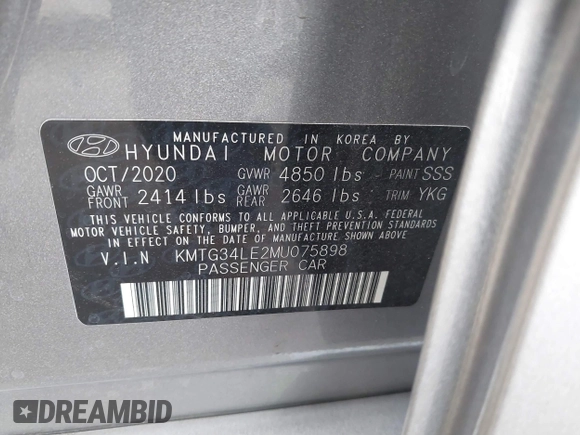 MANUFACTURED IN KOREA BY
HYUNDAI MOTOR COMPANY
OCT/2020 GVWR 4850 lbs PAINT SSS
GAWR FRONT 2414 lbs GAWR REAR 2646 lbs TRIM YKG
THIS VEHICLE CONFORMS TO ALL APPLICABLE U.S.A. FEDERAL
MOTOR VEHICLE SAFETY, BUMPER, AND THEFT PREVENTION STANDARDS
IN EFFECT ON THE DATE OF MANUFACTURE SHOWN ABOVE
V.I.N KMTG34LE2MU075898
PASSENGER CAR
DREAMBID